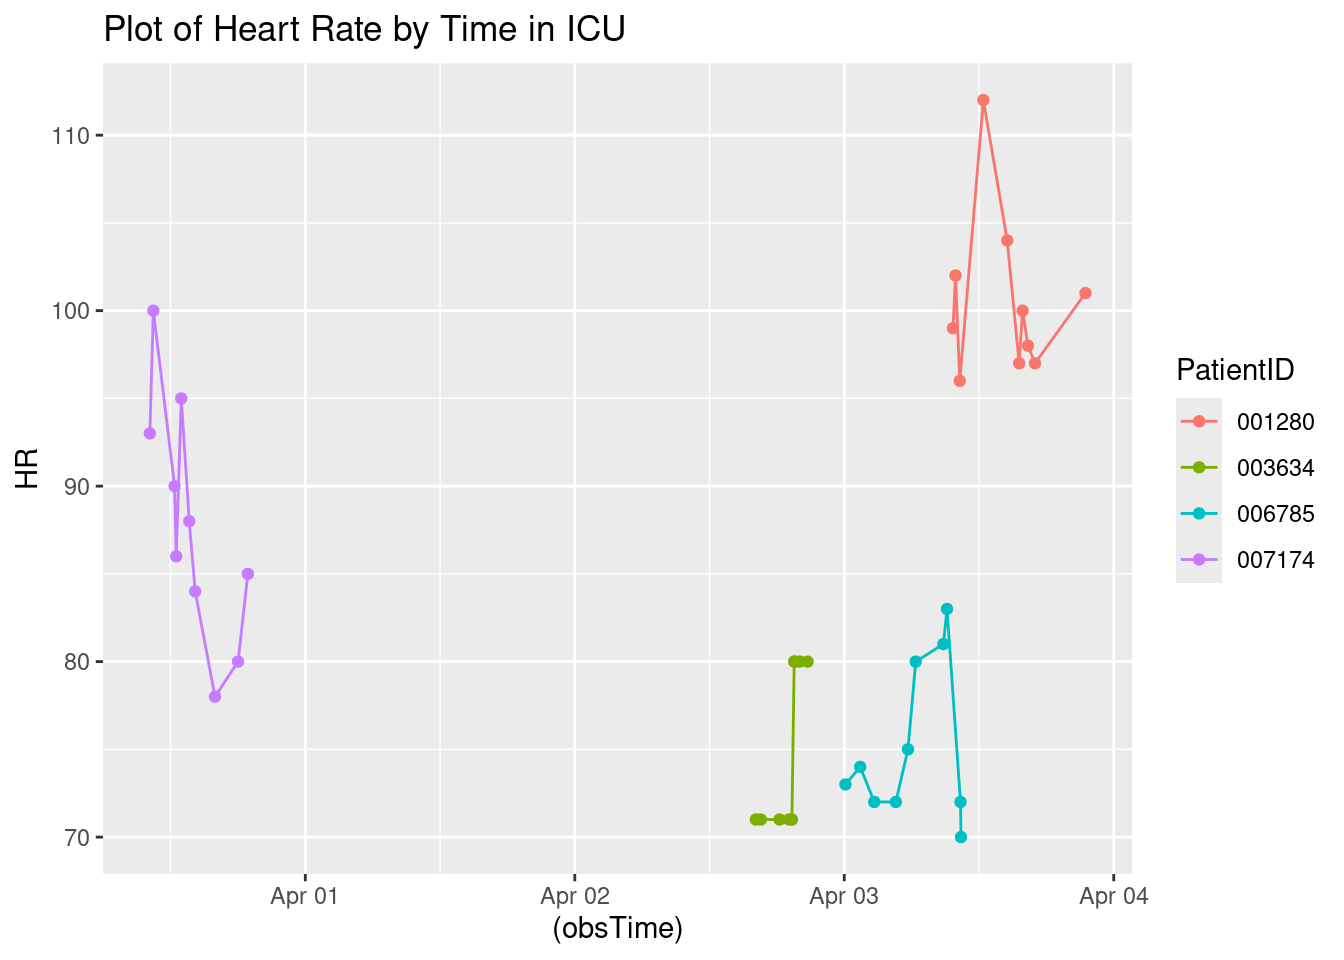 Plot of Heart Rate by Time in ICU
110
100
90
80
70
HR
Apr 01
Apr 02
Apr 03
Apr 04
(obsTime)
PatientID
001280
003634
006785
007174